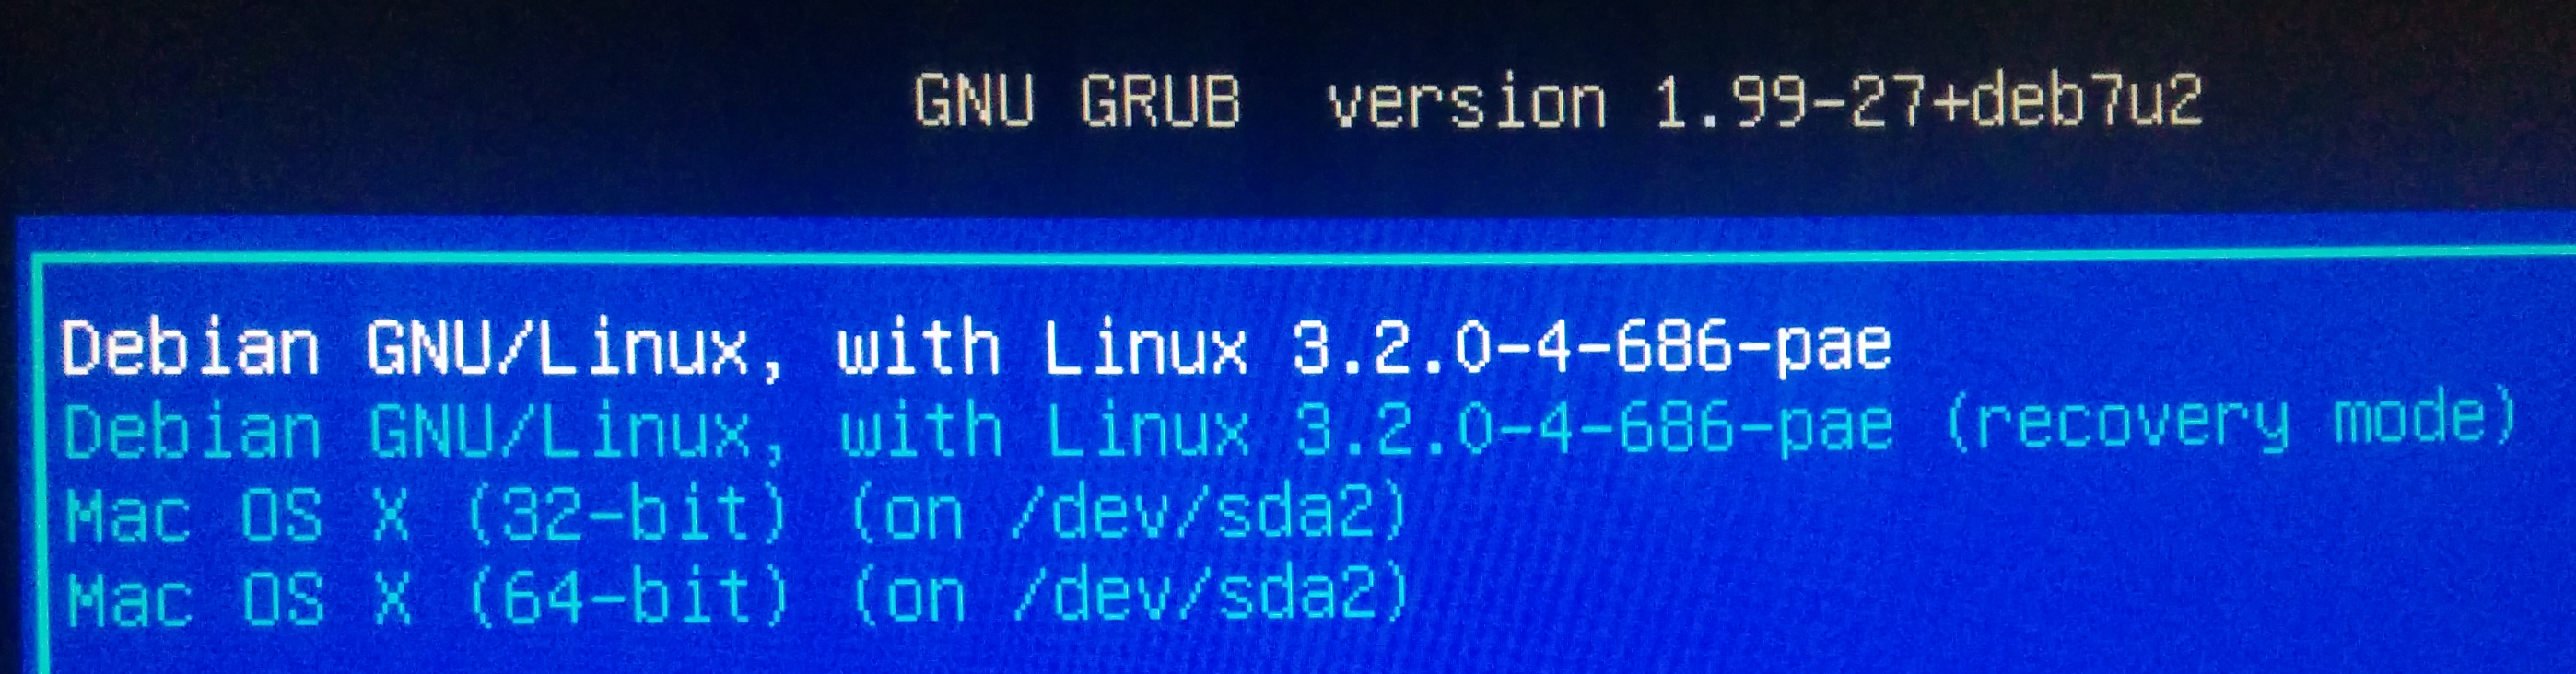 GNU GRUB  version 1.99-27+deb7u2
Debian GNU/Linux, with Linux 3.2.0-4-686-pae
Debian GNU/Linux, with Linux 3.2.0-4-686-pae (recovery mode)
Mac OS X (32-bit) (on /dev/sda2)
Mac OS X (64-bit) (on /dev/sda2)